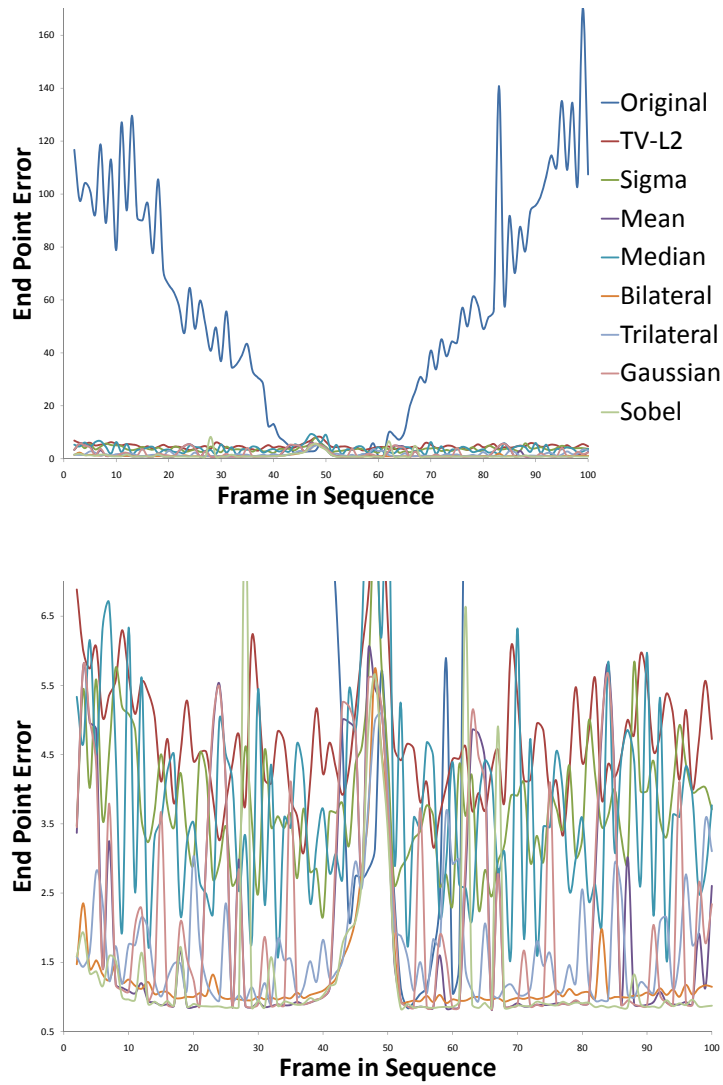 160
140
120
100
80
60
40
20
0
End Point Error
0 10 20 30 40 50 60 70 80 90 100
Frame in Sequence
Original
TV-L2
Sigma
Mean
Median
Bilateral
Trilateral
Gaussian
Sobel
6.5
5.5
4.5
3.5
2.5
1.5
0.5
End Point Error
0 10 20 30 40 50 60 70 80 90 100
Frame in Sequence